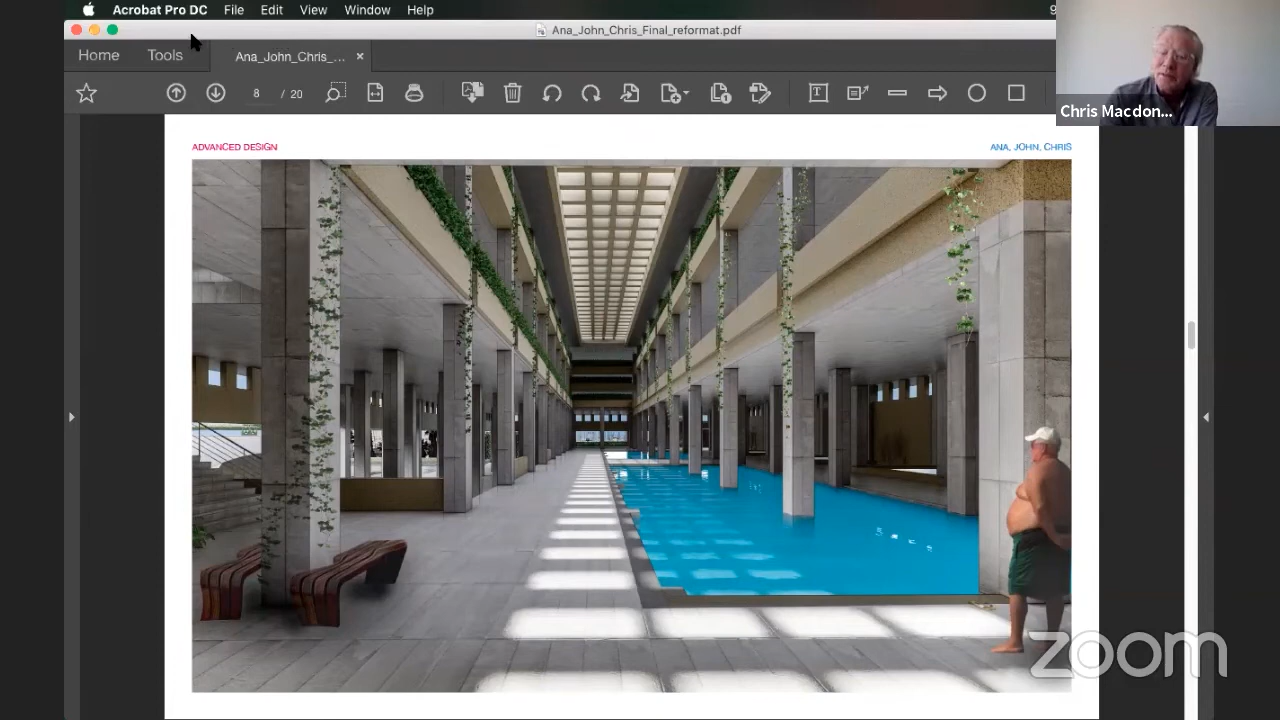 Acrobat Pro DC File Edit View Window Help
Ana_John_Chris_Final_reformat.pdf
Home Tools Ana_John_Chris_...
8 / 20
Chris Macdon...
ADVANCED DESIGN
ANA, JOHN, CHRIS
zoom